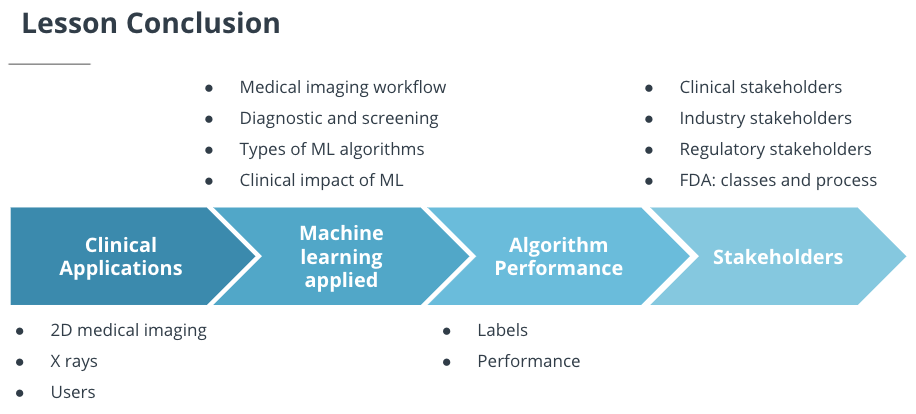 Lesson Conclusion
● Medical imaging workflow
● Diagnostic and screening
● Types of ML algorithms
● Clinical impact of ML
● Clinical stakeholders
● Industry stakeholders
● Regulatory stakeholders
● FDA: classes and process
Clinical
Applications
Machine
learning
applied
Algorithm
Performance
Stakeholders
● 2D medical imaging
● X rays
● Users
● Labels
● Performance